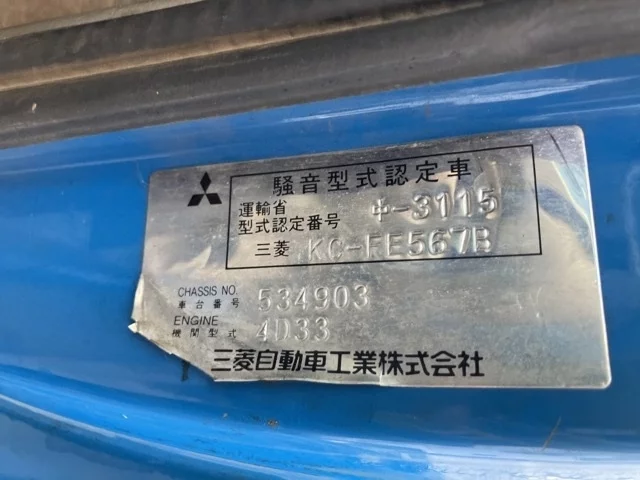 騒音型式認定車
運輸省
型式認定番号 中-3115
三菱 KC-FE567B
CHASSIS NO.
車台番号 534903
ENGINE
機関型式 4D33
三菱自動車工業株式会社